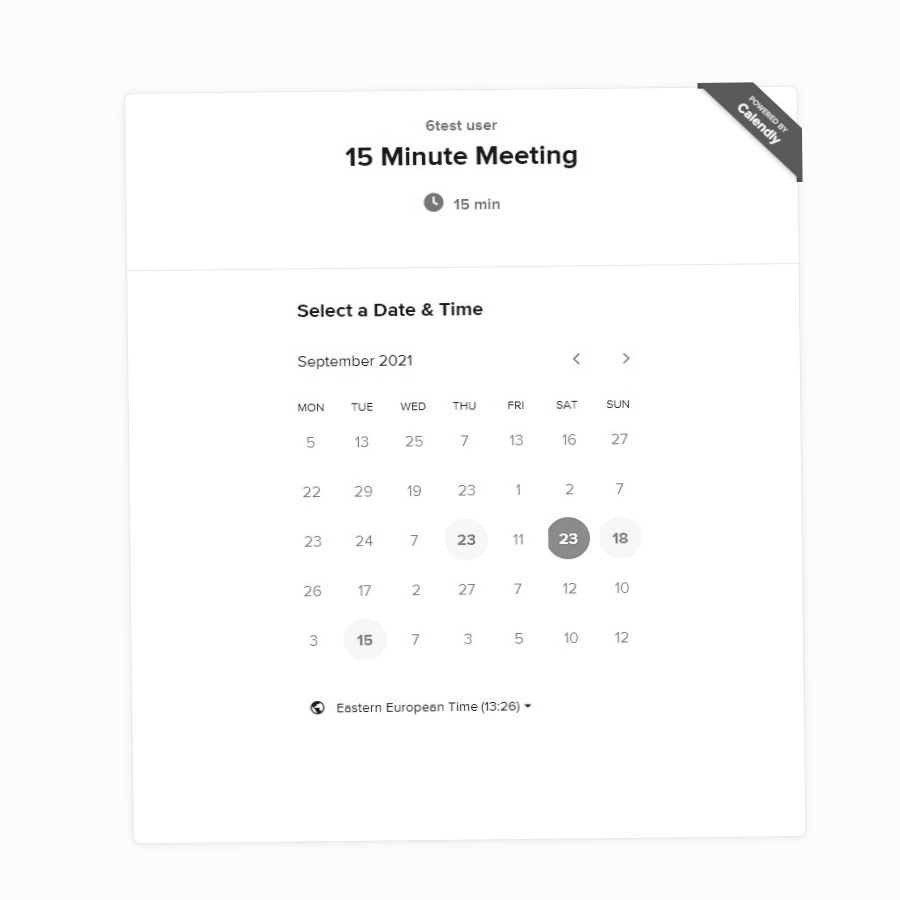 POWERED BY
Calendly
6test user
15 Minute Meeting
15 min
Select a Date & Time
September 2021
MON TUE WED THU FRI SAT SUN
5 13 25 7 13 16 27
22 29 19 23 1 2 7
23 24 7 23 11 23 18
26 17 2 27 7 12 10
3 15 7 3 5 10 12
Eastern European Time (13:26)